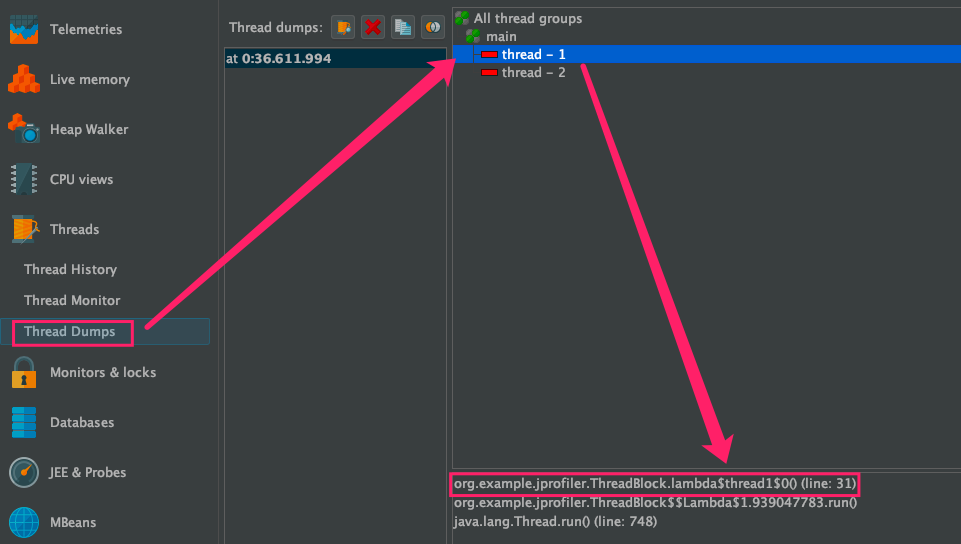 Telemetries
Live memory
Heap Walker
CPU views
Threads
Thread History
Thread Monitor
Thread Dumps
Monitors & locks
Databases
JEE & Probes
MBeans
Thread dumps:
at 0:36.611.994
All thread groups
main
thread - 1
thread - 2
org.example.jprofiler.ThreadBlock.lambda$thread1$0() (line: 31)
org.example.jprofiler.ThreadBlock$$Lambda$1.939047783.run()
java.lang.Thread.run() (line: 748)